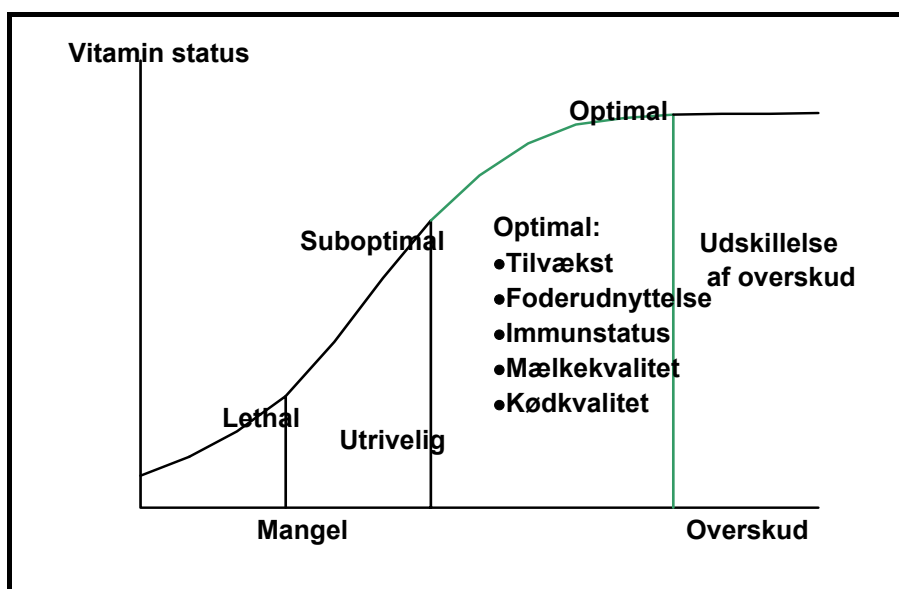 Vitamin status
Optimal
Suboptimal
Optimal:
•Tilvækst
•Foderudnyttelse
•Immunstatus
•Mælkekvalitet
•Kødkvalitet
Udskillelse
af overskud
Lethal
Utrivelig
Mangel
Overskud